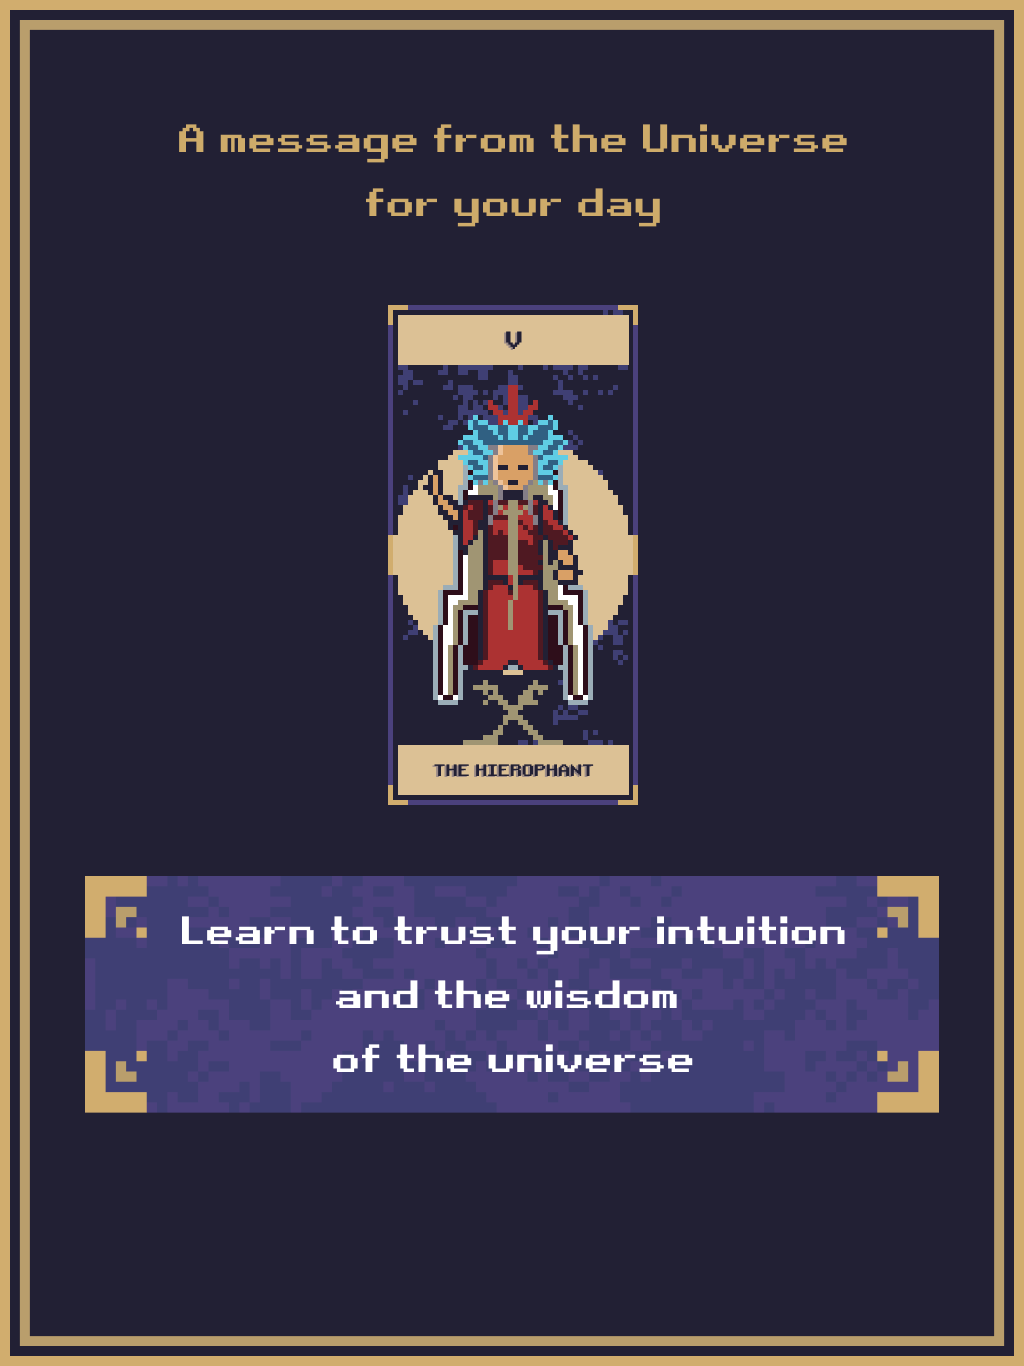 A message from the Universe
for your day
V
THE HIEROPHANT
Learn to trust your intuition
and the wisdom
of the universe